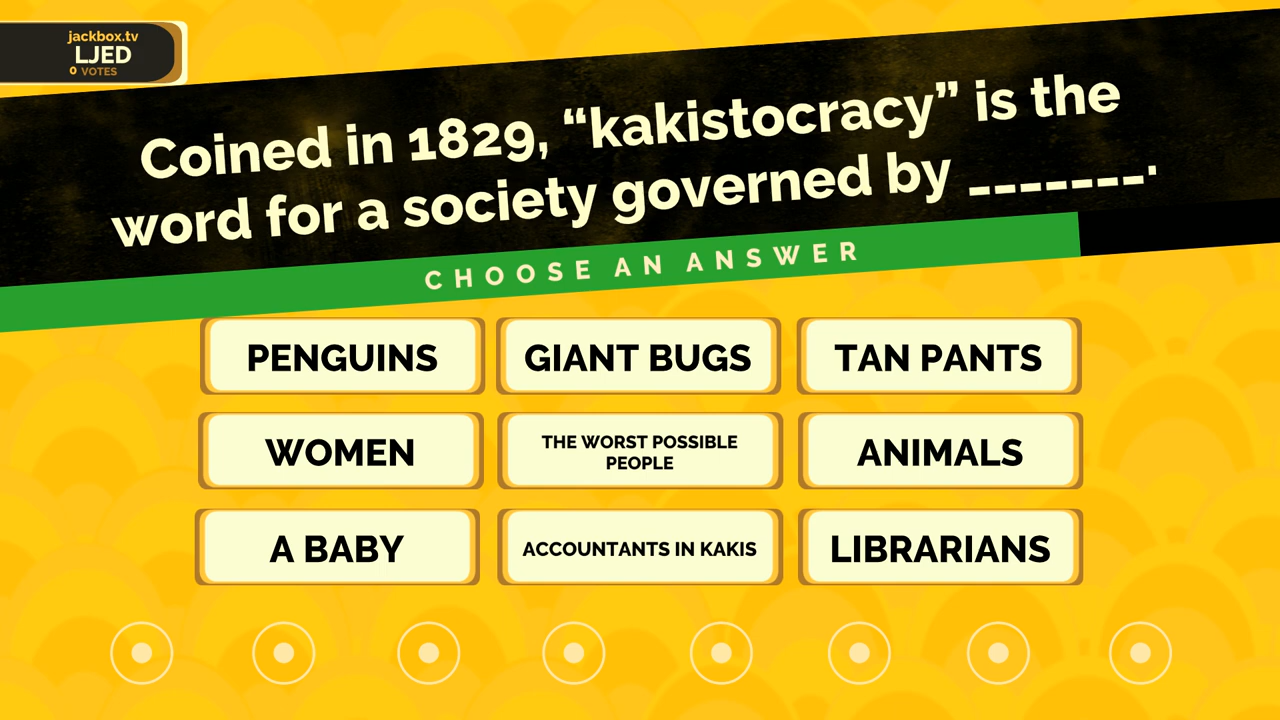 jackbox.tv
LJED
0 VOTES
Coined in 1829, “kakistocracy” is the
word for a society governed by _______.
CHOOSE AN ANSWER
PENGUINS
GIANT BUGS
TAN PANTS
WOMEN
THE WORST POSSIBLE
PEOPLE
ANIMALS
A BABY
ACCOUNTANTS IN KAKIS
LIBRARIANS